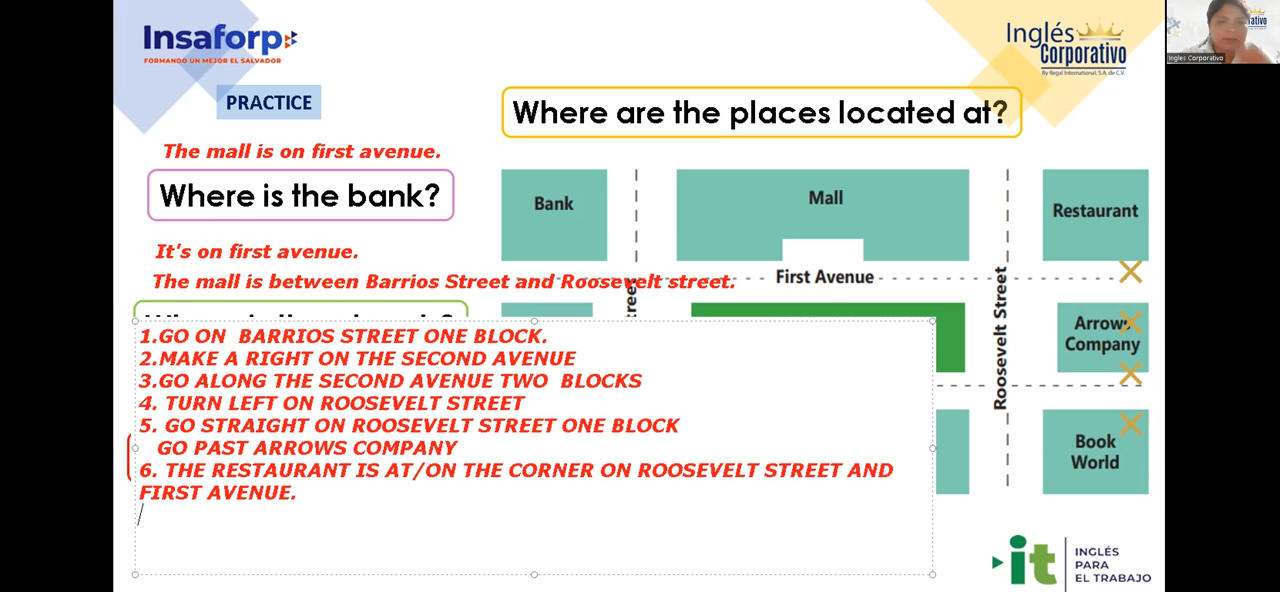 Insaforp
FORMANDO UN MEJOR EL SALVADOR
Inglés
Corporativo
By Regal International, S.A. de C.V.
Ingles Corporativo
PRACTICE
Where are the places located at?
The mall is on first avenue.
Where is the bank?
It's on first avenue.
The mall is between Barrios Street and Roosevelt street.
Bank
Mall
Restaurant
First Avenue
Roosevelt Street
Arrows
Company
Book
World
1.GO ON BARRIOS STREET ONE BLOCK.
2.MAKE A RIGHT ON THE SECOND AVENUE
3.GO ALONG THE SECOND AVENUE TWO BLOCKS
4. TURN LEFT ON ROOSEVELT STREET
5. GO STRAIGHT ON ROOSEVELT STREET ONE BLOCK
GO PAST ARROWS COMPANY
6. THE RESTAURANT IS AT/ON THE CORNER ON ROOSEVELT STREET AND
FIRST AVENUE.
it
INGLÉS
PARA
EL TRABAJO